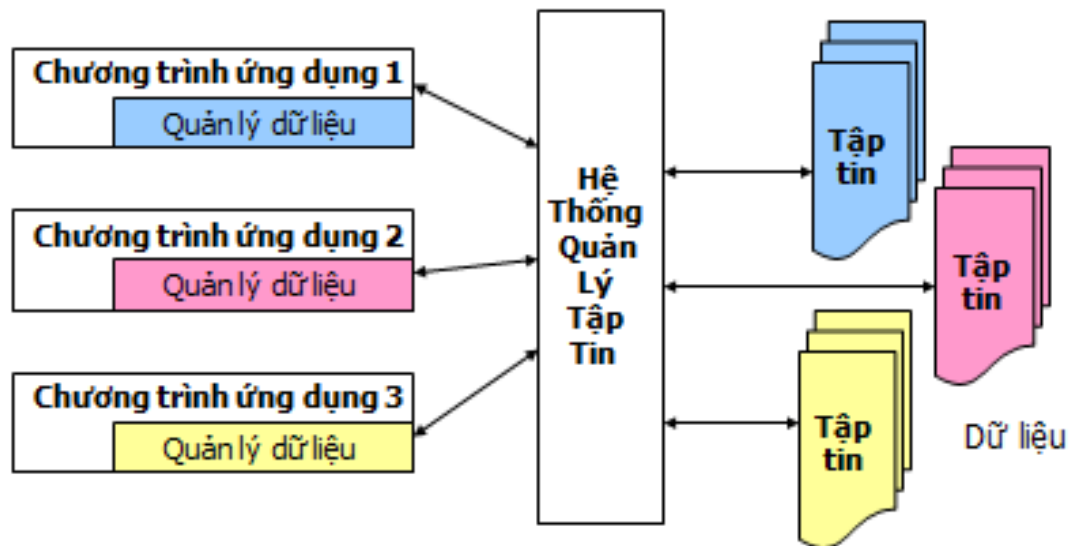 Chương trình ứng dụng 1
Quản lý dữ liệu
Chương trình ứng dụng 2
Quản lý dữ liệu
Chương trình ứng dụng 3
Quản lý dữ liệu
Hệ
Thống
Quản
Lý
Tập
Tin
Tập
tin
Tập
tin
Tập
tin
Dữ liệu